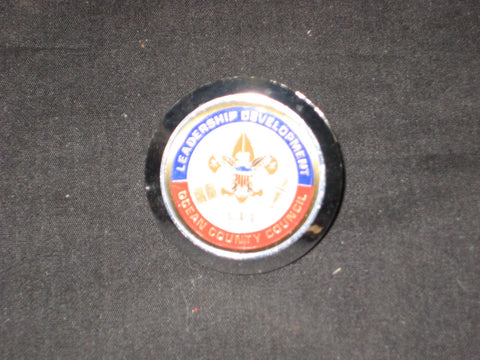 LEADERSHIP DEVELOPMENT
OCEAN COUNTY COUNCIL